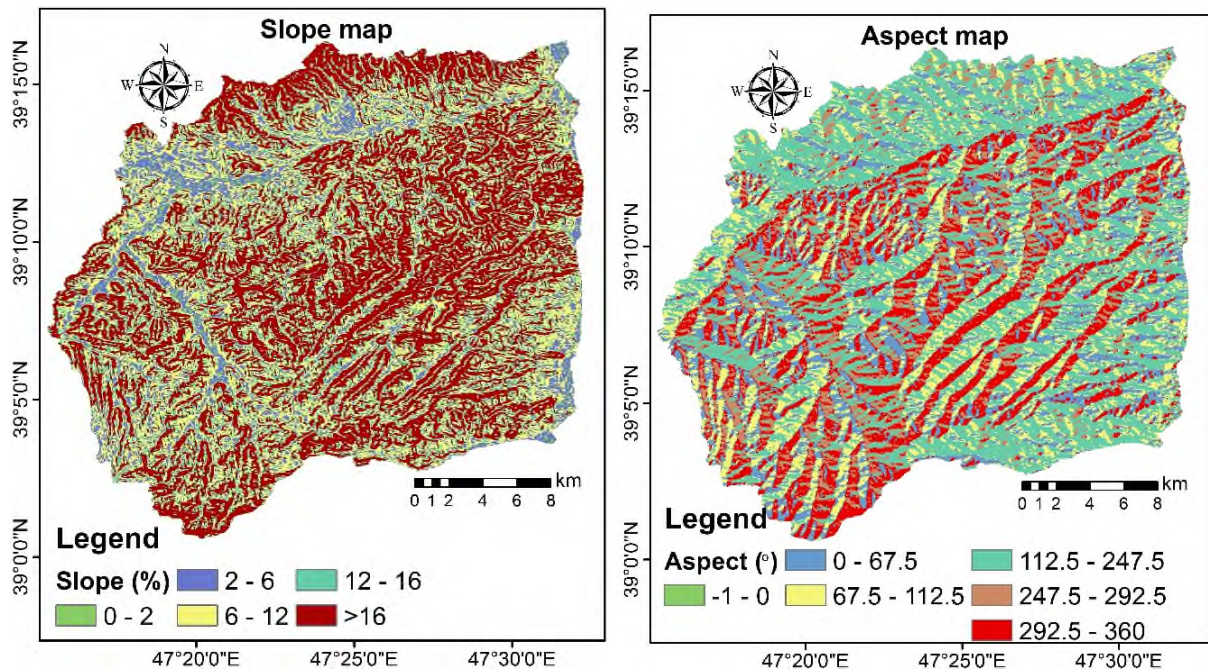 Slope map
N
W E
S
39°15'0"N
39°10'0"N
39°5'0"N
39°0'0"N
km
0 1 2 4 6 8
Legend
Slope (%)
0 - 2
2 - 6
6 - 12
12 - 16
>16
47°20'0"E 47°25'0"E 47°30'0"E
Aspect map
N
W E
S
39°15'0"N
39°10'0"N
39°5'0"N
39°0'0"N
km
0 1 2 4 6 8
Legend
Aspect (°)
-1 - 0
0 - 67.5
67.5 - 112.5
112.5 - 247.5
247.5 - 292.5
292.5 - 360
47°20'0"E 47°25'0"E 47°30'0"E